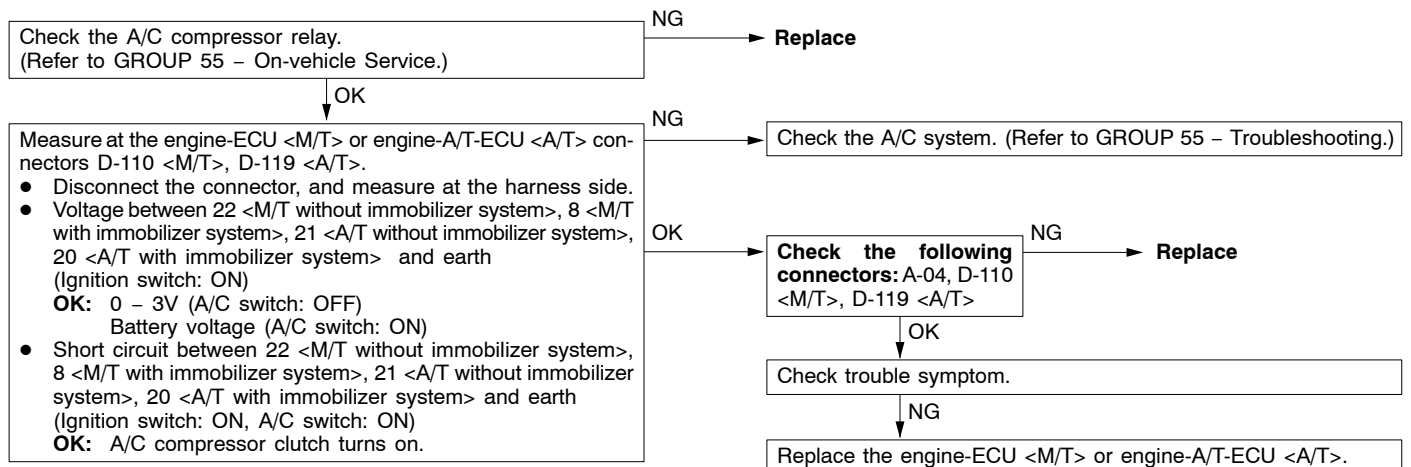 Check the A/C compressor relay.
(Refer to GROUP 55 – On-vehicle Service.)
NG
Replace
OK
Measure at the engine-ECU <M/T> or engine-A/T-ECU <A/T> con-
nectors D-110 <M/T>, D-119 <A/T>.
● Disconnect the connector, and measure at the harness side.
● Voltage between 22 <M/T without immobilizer system>, 8 <M/T
with immobilizer system>, 21 <A/T without immobilizer system>,
20 <A/T with immobilizer system> and earth
(Ignition switch: ON)
OK: 0 – 3V (A/C switch: OFF)
Battery voltage (A/C switch: ON)
● Short circuit between 22 <M/T without immobilizer system>,
8 <M/T with immobilizer system>, 21 <A/T without immobilizer
system>, 20 <A/T with immobilizer system> and earth
(Ignition switch: ON, A/C switch: ON)
OK: A/C compressor clutch turns on.
NG
Check the A/C system. (Refer to GROUP 55 – Troubleshooting.)
OK
Check the following
connectors: A-04, D-110
<M/T>, D-119 <A/T>
NG
Replace
OK
Check trouble symptom.
NG
Replace the engine-ECU <M/T> or engine-A/T-ECU <A/T>.